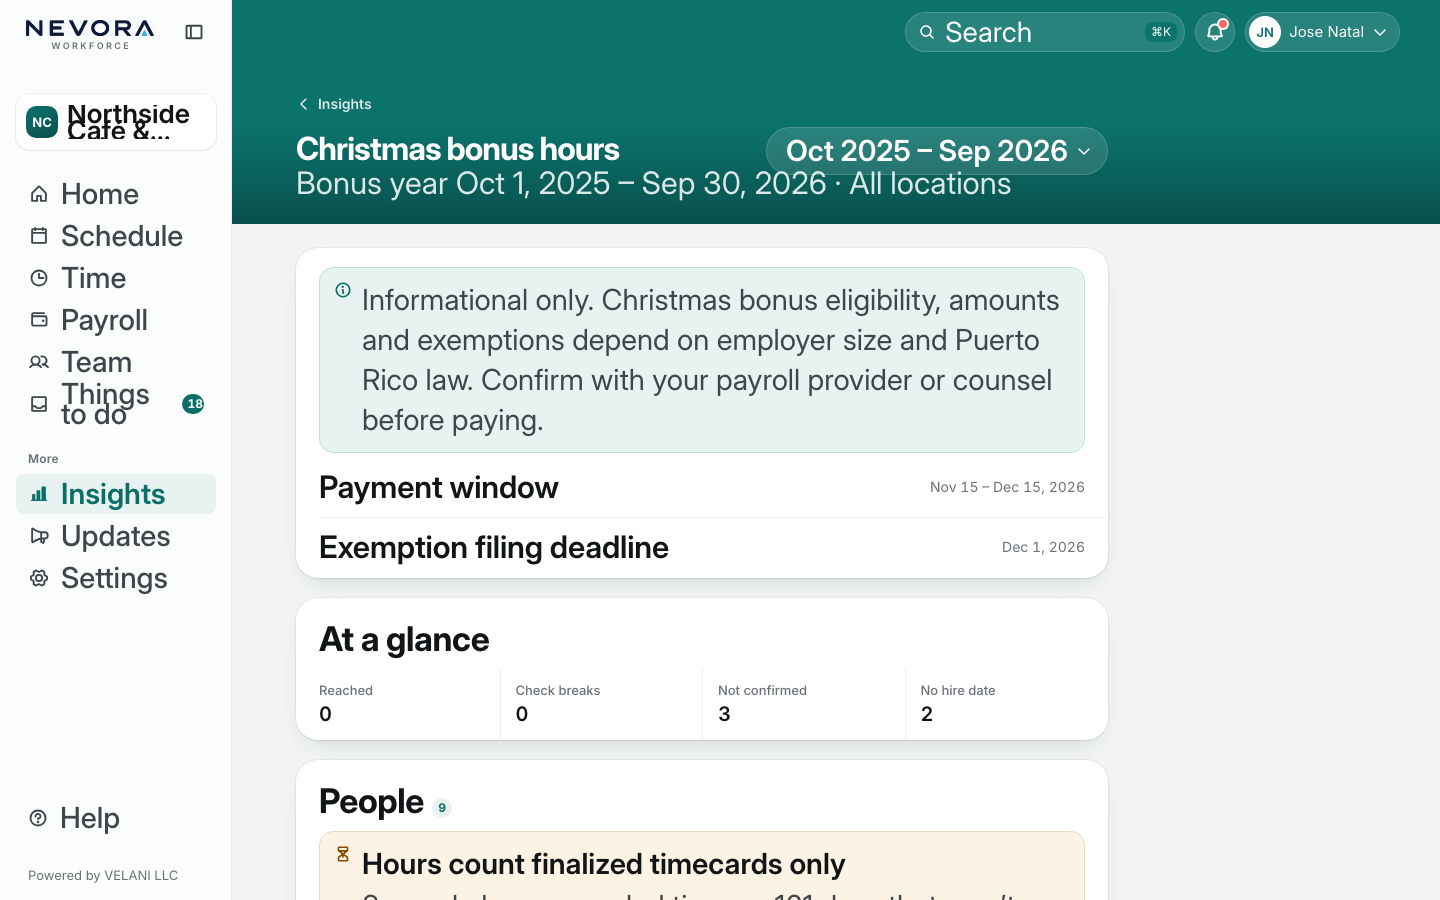 NEVORA
WORKFORCE
Search
⌘K
JN
Jose Natal
NC
Northside
Café &...
Home
Schedule
Time
Payroll
Team
Things
to do
18
More
Insights
Updates
Settings
Help
Powered by VELANI LLC
Insights
Christmas bonus hours
Oct 2025 – Sep 2026
Bonus year Oct 1, 2025 – Sep 30, 2026 · All locations
Informational only. Christmas bonus eligibility, amounts
and exemptions depend on employer size and Puerto
Rico law. Confirm with your payroll provider or counsel
before paying.
Payment window
Nov 15 – Dec 15, 2026
Exemption filing deadline
Dec 1, 2026
At a glance
Reached
0
Check breaks
0
Not confirmed
3
No hire date
2
People 9
Hours count finalized timecards only